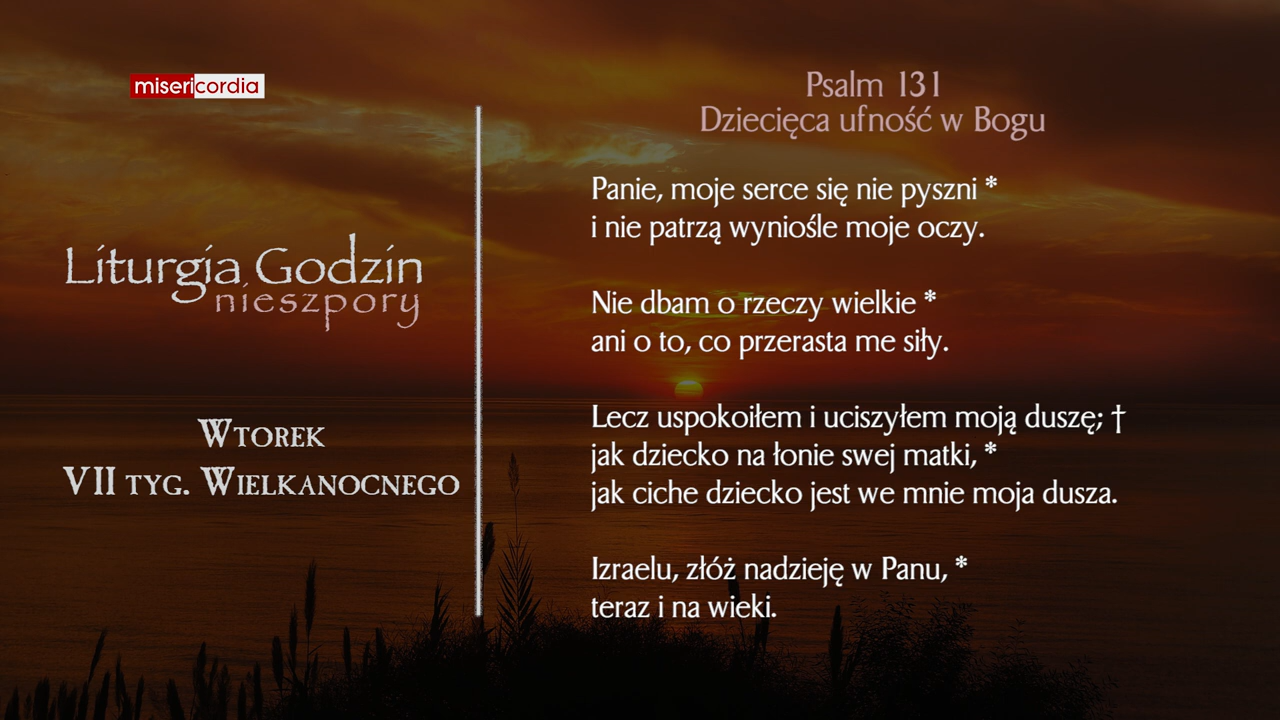 misericordia
Liturgia Godzin
nieszpory
Wtorek
VII tyg. Wielkanocnego
Psalm 131
Dziecięca ufność w Bogu
Panie, moje serce się nie pyszni *
i nie patrzą wyniośle moje oczy.
Nie dbam o rzeczy wielkie *
ani o to, co przerasta me siły.
Lecz uspokoiłem i uciszyłem moją duszę; †
jak dziecko na łonie swej matki, *
jak ciche dziecko jest we mnie moja dusza.
Izraelu, złóż nadzieję w Panu, *
teraz i na wieki.